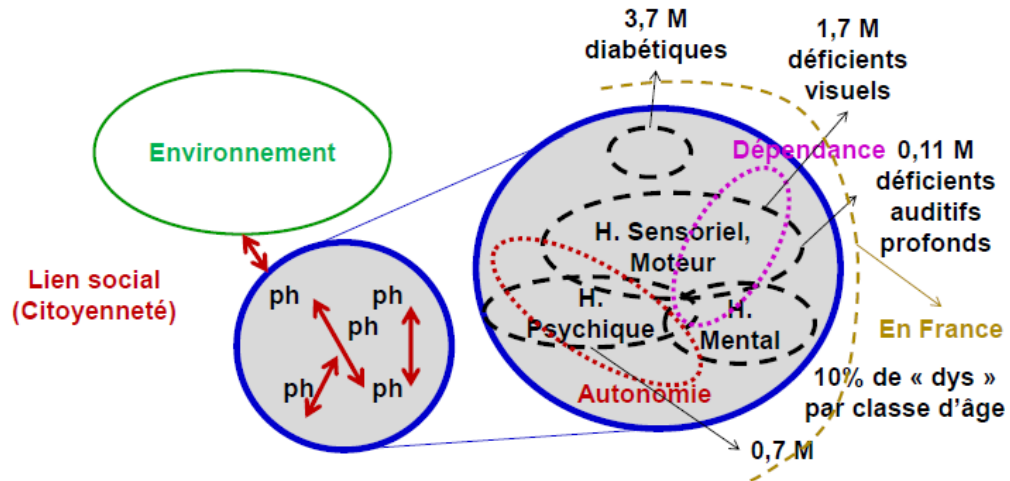 3,7 M
diabétiques
1,7 M
déficients
visuels
Environnement
Dépendance
0,11 M
déficients
auditifs
profonds
H. Sensoriel,
Moteur
Lien social
(Citoyenneté)
ph
ph
ph
ph
ph
H.
Psychique
H.
Mental
En France
Autonomie
10% de « dys »
par classe d’âge
0,7 M